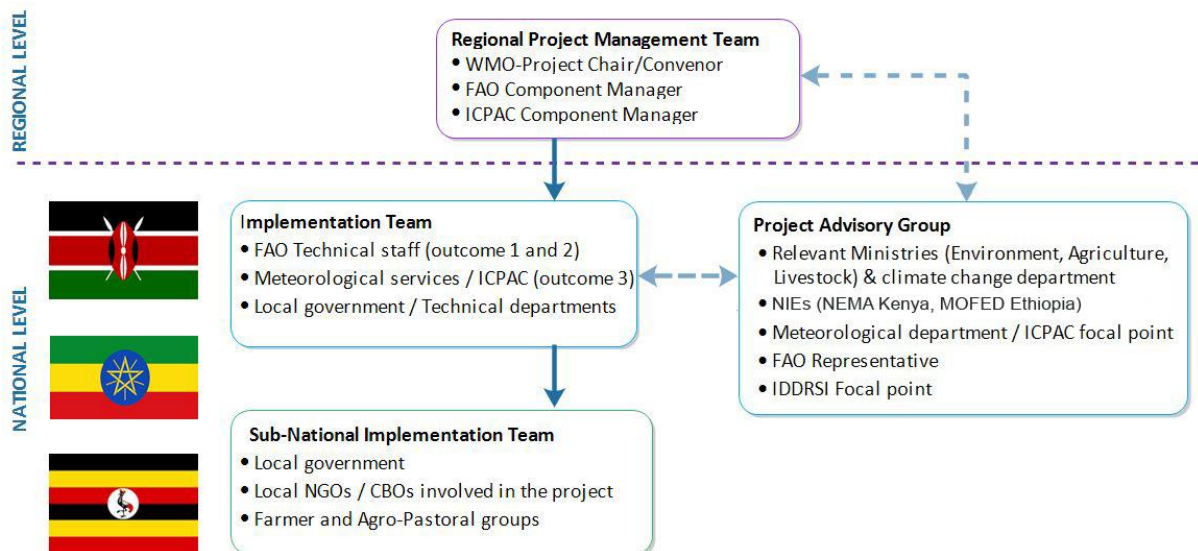 REGIONAL LEVEL
Regional Project Management Team
• WMO-Project Chair/Convenor
• FAO Component Manager
• ICPAC Component Manager
NATIONAL LEVEL
Implementation Team
• FAO Technical staff (outcome 1 and 2)
• Meteorological services / ICPAC (outcome 3)
• Local government / Technical departments
Project Advisory Group
• Relevant Ministries (Environment, Agriculture,
Livestock) & climate change department
• NIEs (NEMA Kenya, MOFED Ethiopia)
• Meteorological department / ICPAC focal point
• FAO Representative
• IDDRSI Focal point
Sub-National Implementation Team
• Local government
• Local NGOs / CBOs involved in the project
• Farmer and Agro-Pastoral groups